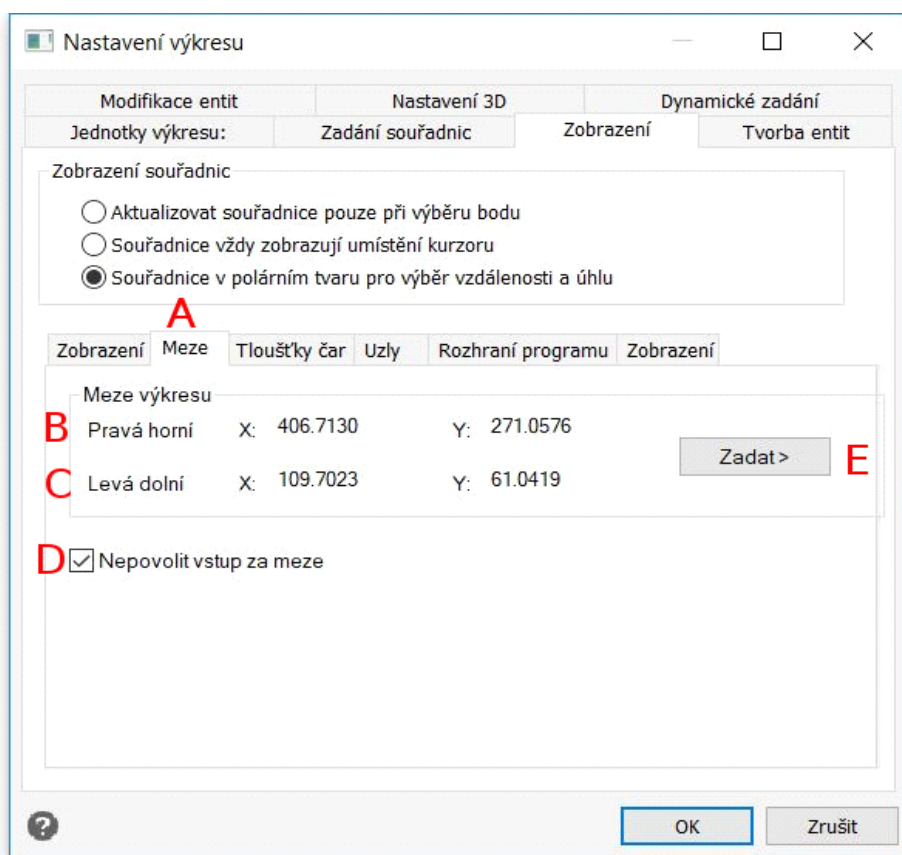 Nastavení výkresu
Modifikace entit Nastavení 3D Dynamické zadání
Jednotky výkresu: Zadání souřadnic Zobrazení Tvorba entit
Zobrazení souřadnic
Aktualizovat souřadnice pouze při výběru bodu
Souřadnice vždy zobrazují umístění kurzoru
Souřadnice v polárním tvaru pro výběr vzdálenosti a úhlu
A
Zobrazení Meze Tloušťky čar Uzly Rozhraní programu Zobrazení
Meze výkresu
B Pravá horní X: 406.7130 Y: 271.0576
Zadat > E
C Levá dolní X: 109.7023 Y: 61.0419
D Nepovolit vstup za meze
? OK Zrušit